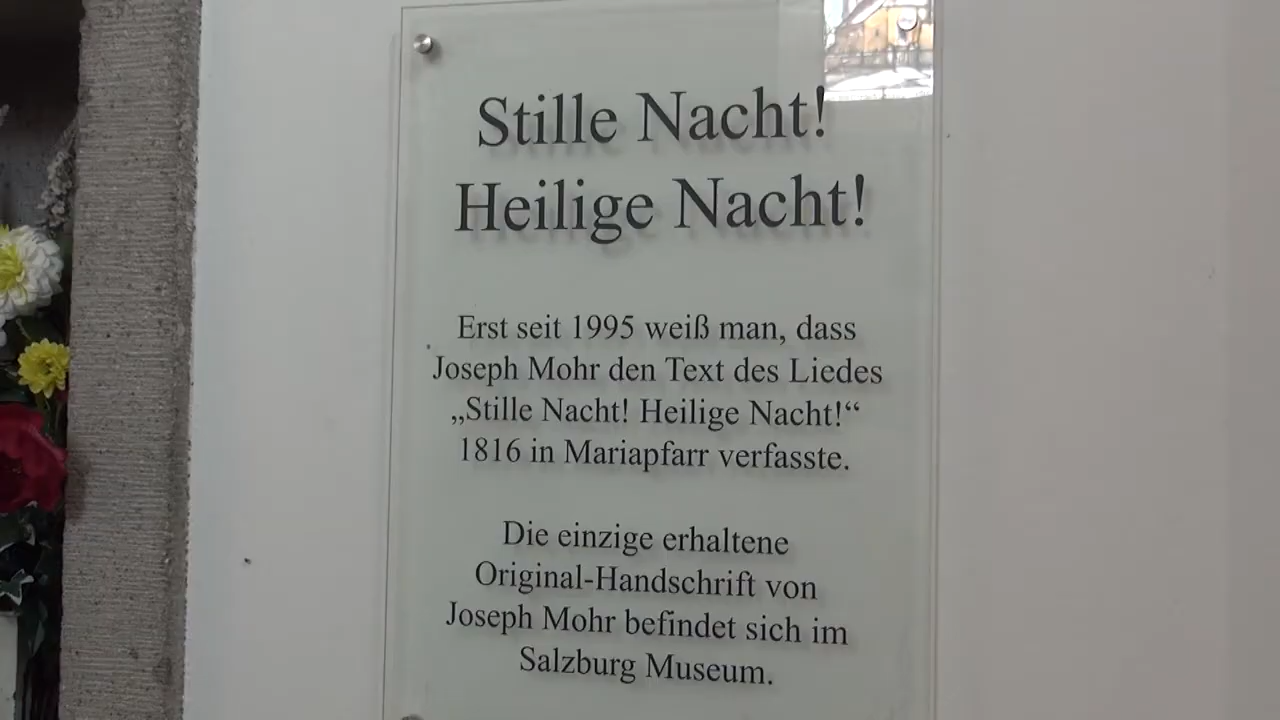 Stille Nacht!
Heilige Nacht!
Erst seit 1995 weiß man, dass
Joseph Mohr den Text des Liedes
„Stille Nacht! Heilige Nacht!“
1816 in Mariapfarr verfasste.
Die einzige erhaltene
Original-Handschrift von
Joseph Mohr befindet sich im
Salzburg Museum.